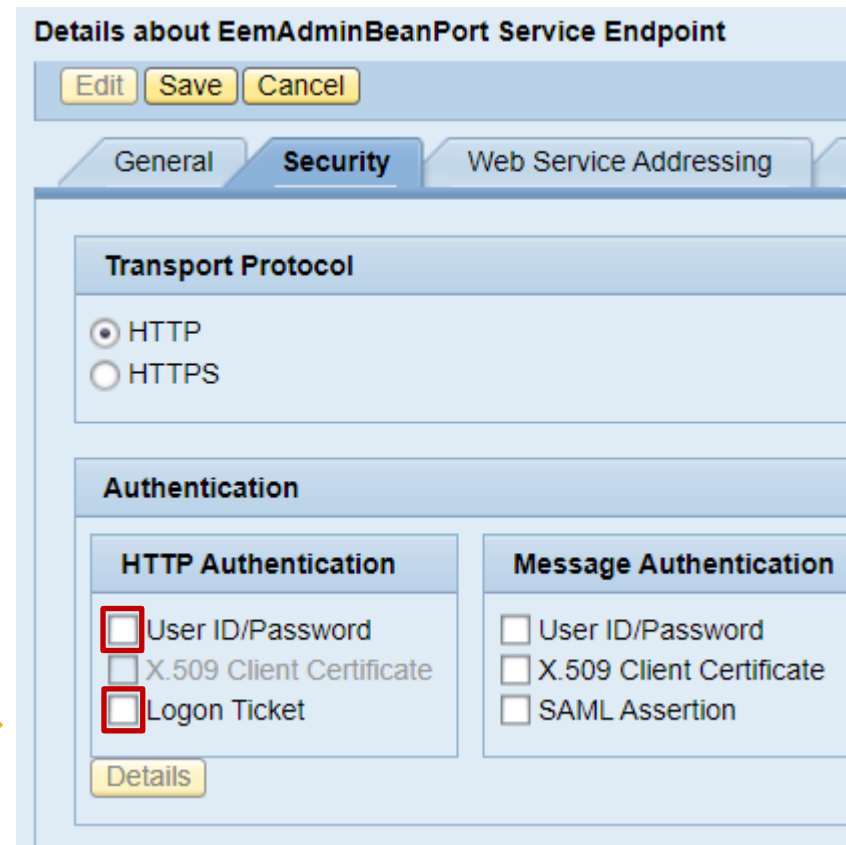 Details about EemAdminBeanPort Service Endpoint
Edit Save Cancel
General Security Web Service Addressing
Transport Protocol
HTTP
HTTPS
Authentication
HTTP Authentication
User ID/Password
X.509 Client Certificate
Logon Ticket
Message Authentication
User ID/Password
X.509 Client Certificate
SAML Assertion
Details